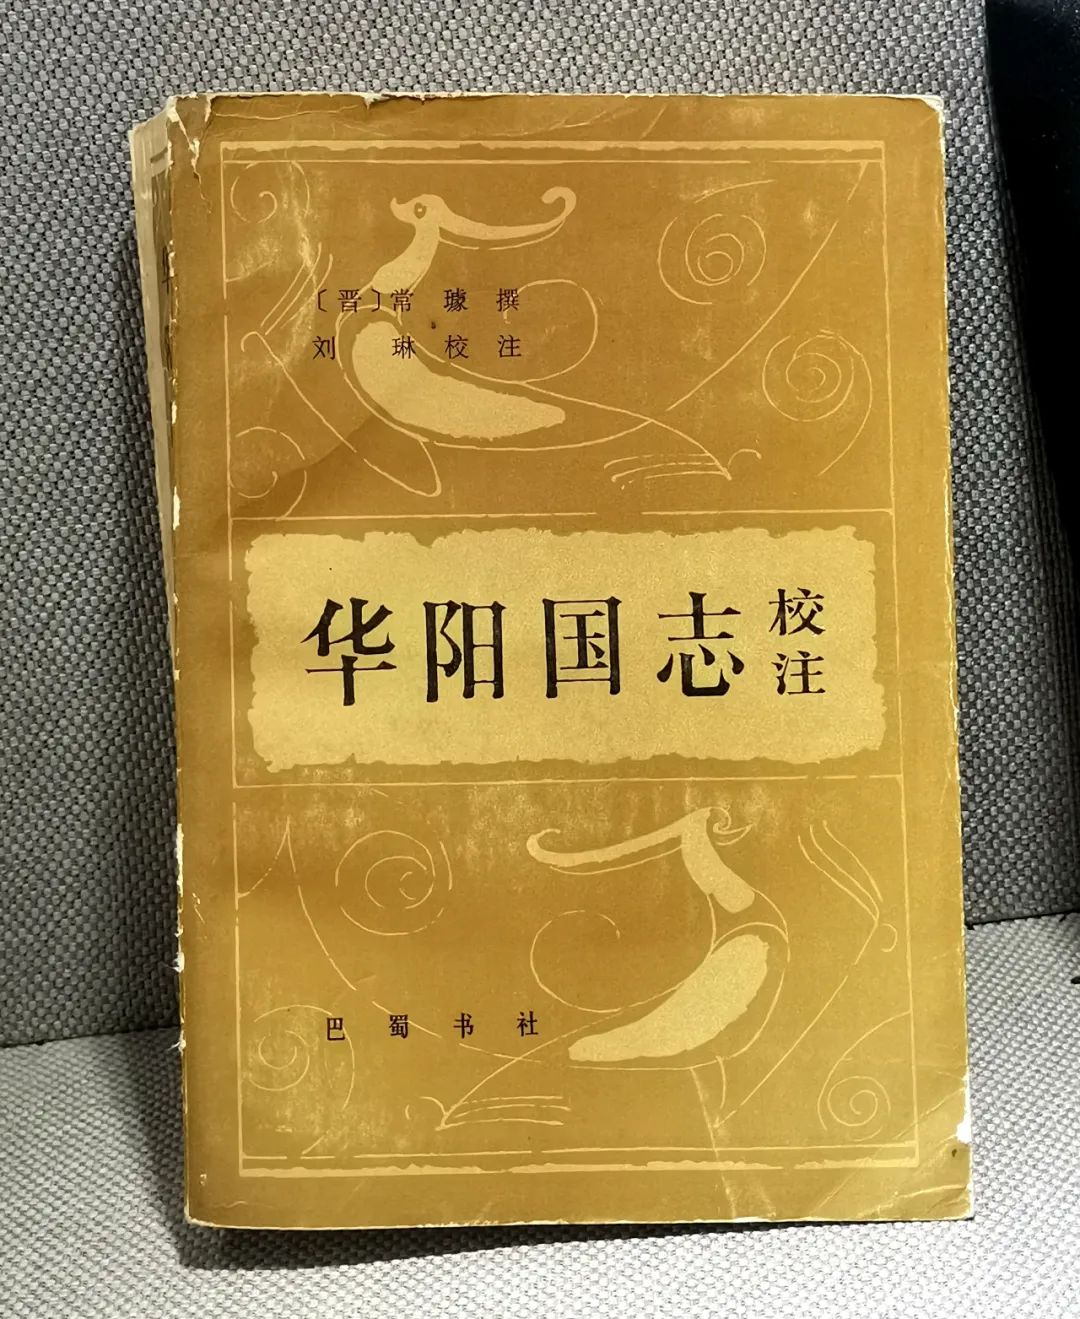 〔晋〕常 璩 撰
刘 琳 校 注
华阳国志校注
巴蜀书社